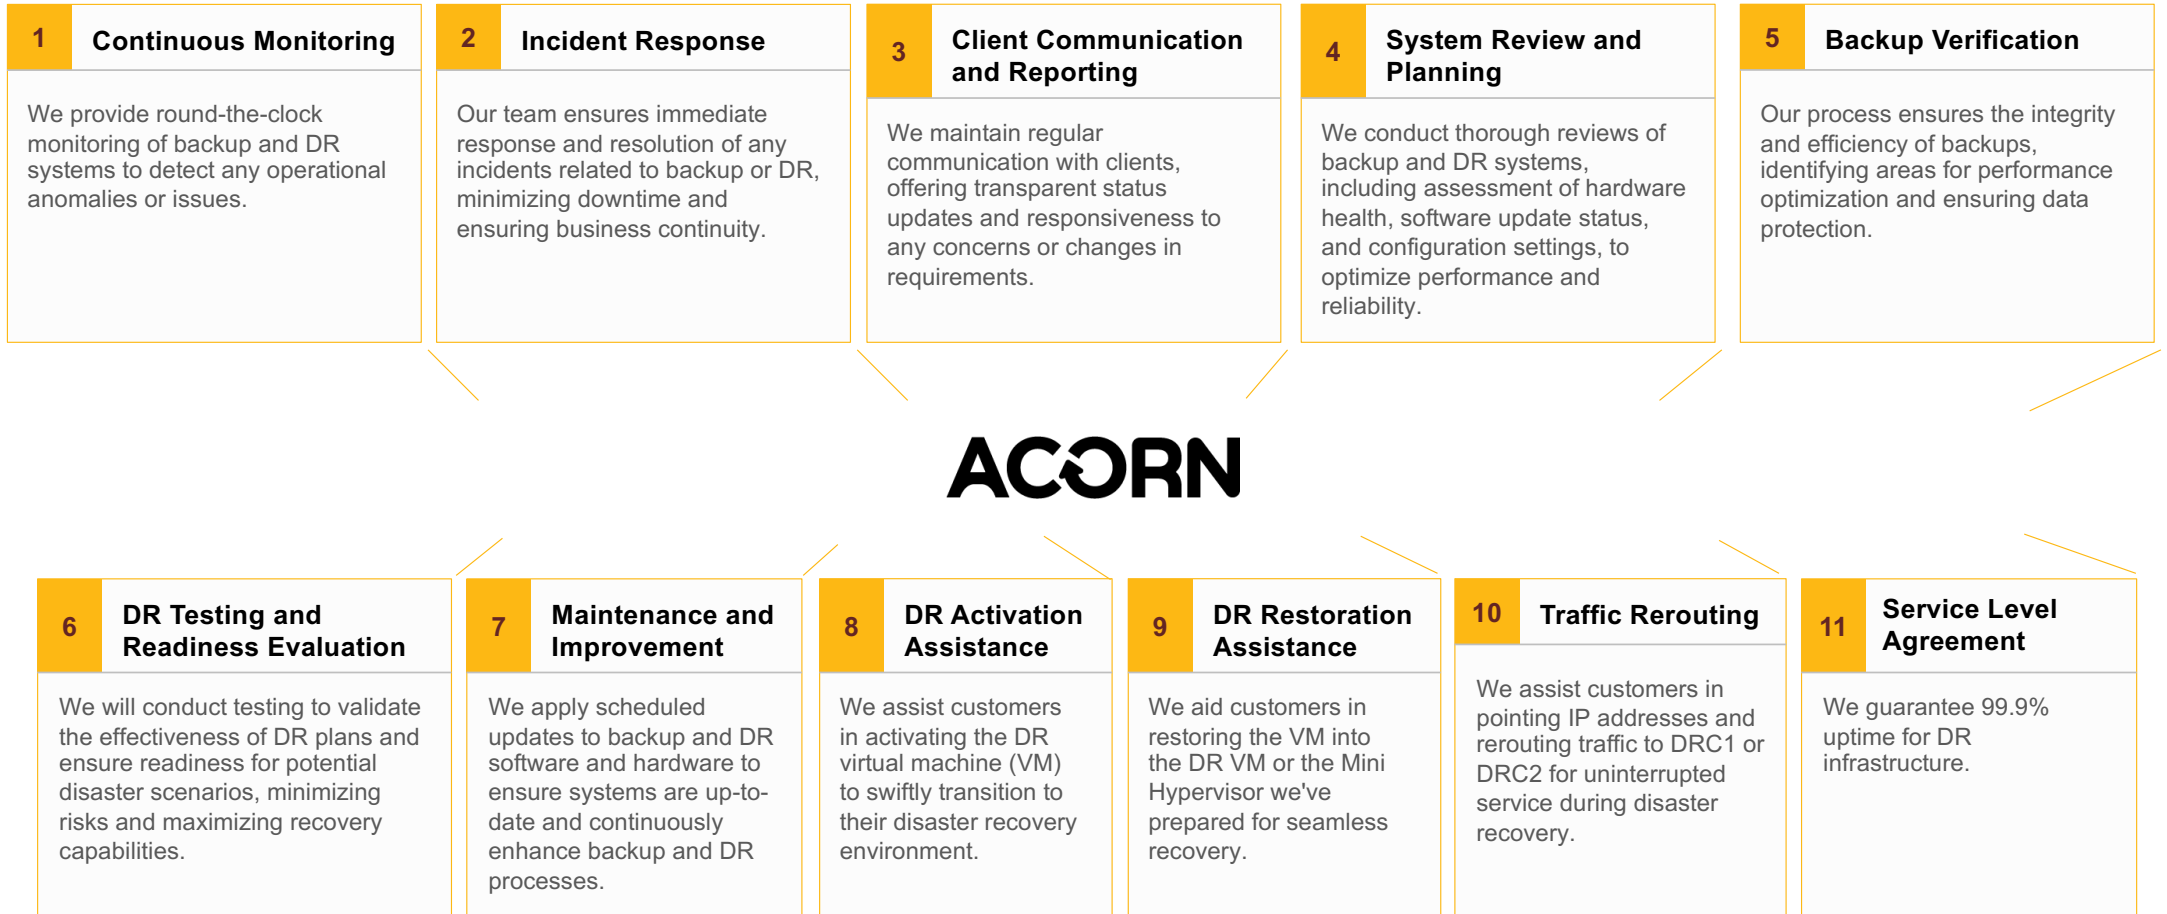 1
Continuous Monitoring
We provide round-the-clock
monitoring of backup and DR
systems to detect any operational
anomalies or issues.
2
Incident Response
Our team ensures immediate
response and resolution of any
incidents related to backup or DR,
minimizing downtime and
ensuring business continuity.
3
Client Communication
and Reporting
We maintain regular
communication with clients,
offering transparent status
updates and responsiveness to
any concerns or changes in
requirements.
4
System Review and
Planning
We conduct thorough reviews of
backup and DR systems,
including assessment of hardware
health, software update status,
and configuration settings, to
optimize performance and
reliability.
5
Backup Verification
Our process ensures the integrity
and efficiency of backups,
identifying areas for performance
optimization and ensuring data
protection.
ACORN
6
DR Testing and
Readiness Evaluation
We will conduct testing to validate
the effectiveness of DR plans and
ensure readiness for potential
disaster scenarios, minimizing
risks and maximizing recovery
capabilities.
7
Maintenance and
Improvement
We apply scheduled
updates to backup and DR
software and hardware to
ensure systems are up-to-
date and continuously
enhance backup and DR
processes.
8
DR Activation
Assistance
We assist customers
in activating the DR
virtual machine (VM)
to swiftly transition to
their disaster recovery
environment.
9
DR Restoration
Assistance
We aid customers in
restoring the VM into
the DR VM or the Mini
Hypervisor we've
prepared for seamless
recovery.
10
Traffic Rerouting
We assist customers in
pointing IP addresses and
rerouting traffic to DRC1 or
DRC2 for uninterrupted
service during disaster
recovery.
11
Service Level
Agreement
We guarantee 99.9%
uptime for DR
infrastructure.